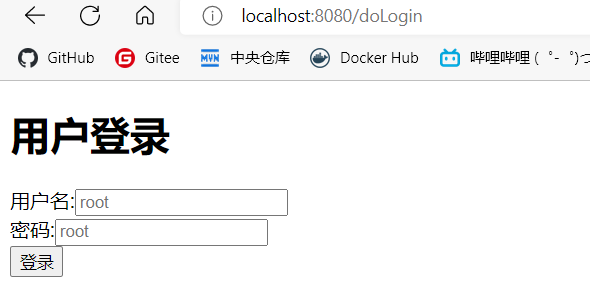 localhost:8080/doLogin
GitHub Gitee MVN 中央仓库 Docker Hub 哔哩哔哩 (゜-゜)つ
用户登录
用户名: root
密码: root
登录